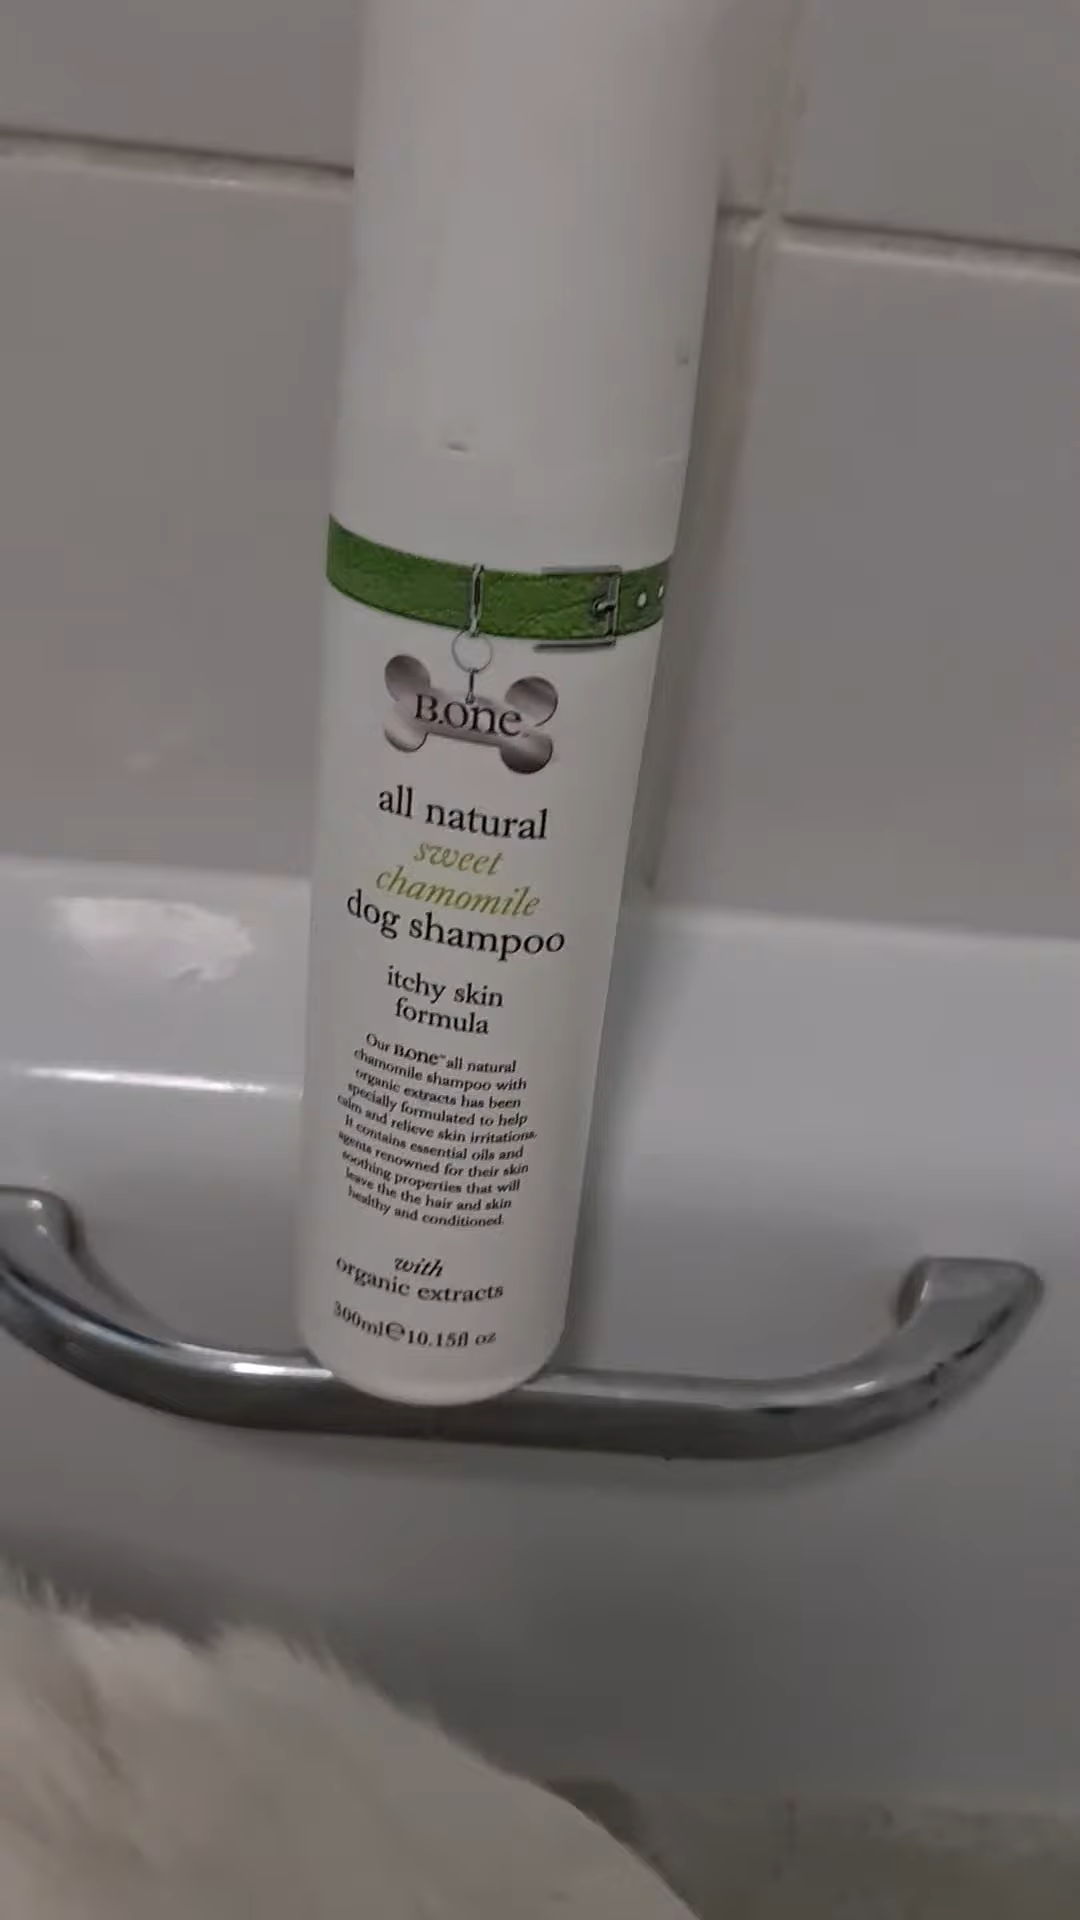 B.one
all natural
sweet
chamomile
dog shampoo
itchy skin
formula
Our B.one™ all natural
chamomile shampoo with
organic extracts has been
specially formulated to help
calm and relieve skin irritations.
It contains essential oils and
agents renowned for their skin
soothing properties that will
leave the the hair and skin
healthy and conditioned.
with
organic extracts
300ml℮10.15fl oz